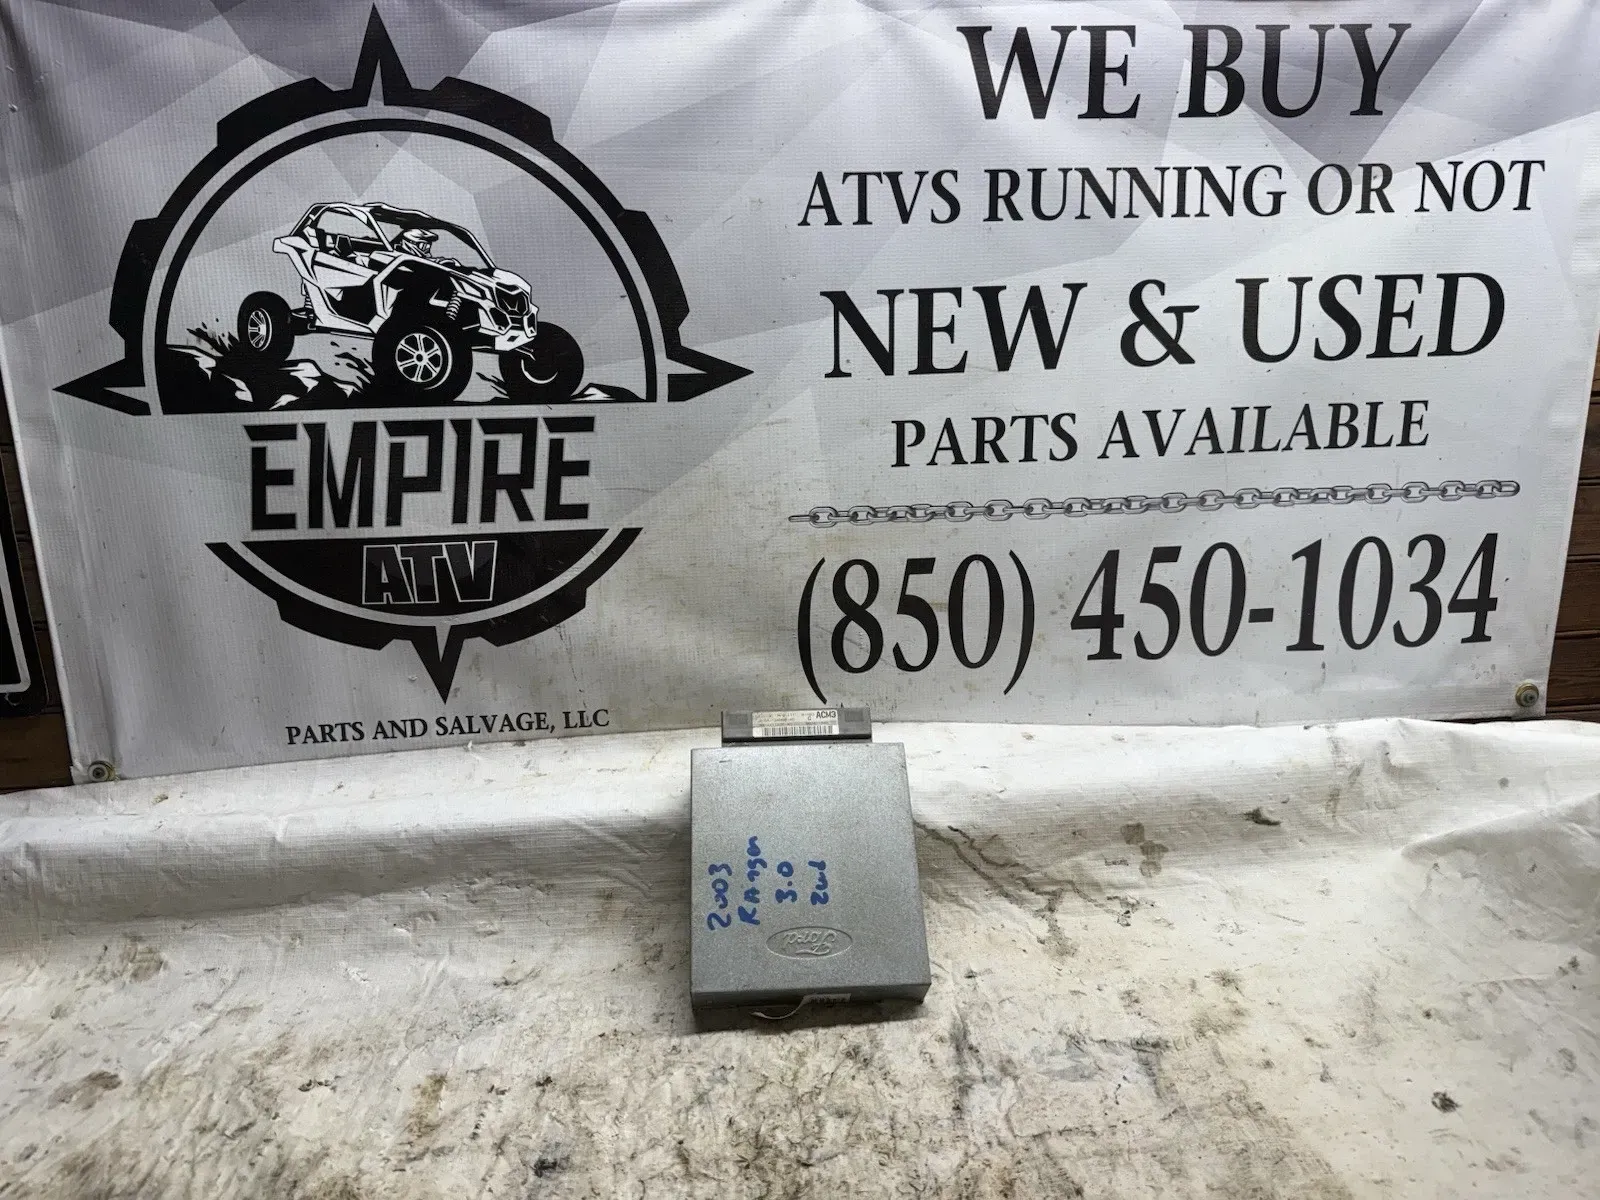 WE BUY
ATVS RUNNING OR NOT
NEW & USED
PARTS AVAILABLE
(850) 450-1034
EMPIRE
ATV
PARTS AND SALVAGE, LLC
ACM3
2003
RANger
3.0
2wd
Ford